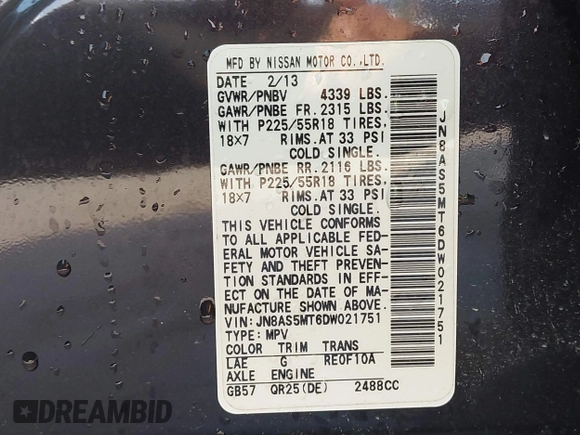 MFD BY NISSAN MOTOR CO.,LTD.
DATE 2/13
GVWR/PNBV 4339 LBS.
GAWR/PNBE FR.2315 LBS.
WITH P225/55R18 TIRES,
18X7 RIMS.AT 33 PSI
COLD SINGLE.
GAWR/PNBE RR.2116 LBS.
WITH P225/55R18 TIRES,
18X7 RIMS.AT 33 PSI
COLD SINGLE.
THIS VEHICLE CONFORMS
TO ALL APPLICABLE FED-
ERAL MOTOR VEHICLE SA-
FETY AND THEFT PREVEN-
TION STANDARDS IN EFF-
ECT ON THE DATE OF MA-
NUFACTURE SHOWN ABOVE.
VIN:JN8AS5MT6DW021751
TYPE:MPV
COLOR TRIM TRANS
LAE G RE0F10A
AXLE ENGINE
GB57 QR25(DE) 2488CC
JN8AS5MT6DW021751
DREAMBID